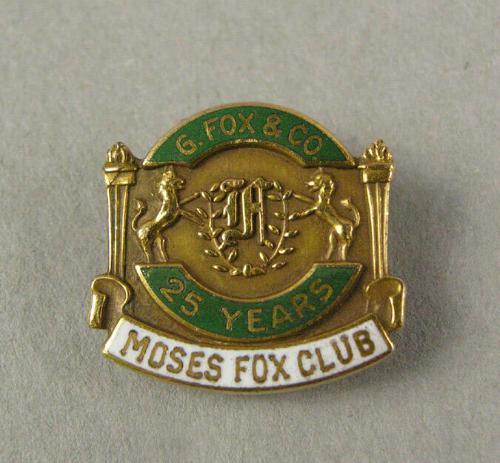 G. FOX & CO.
25 YEARS
MOSES FOX CLUB